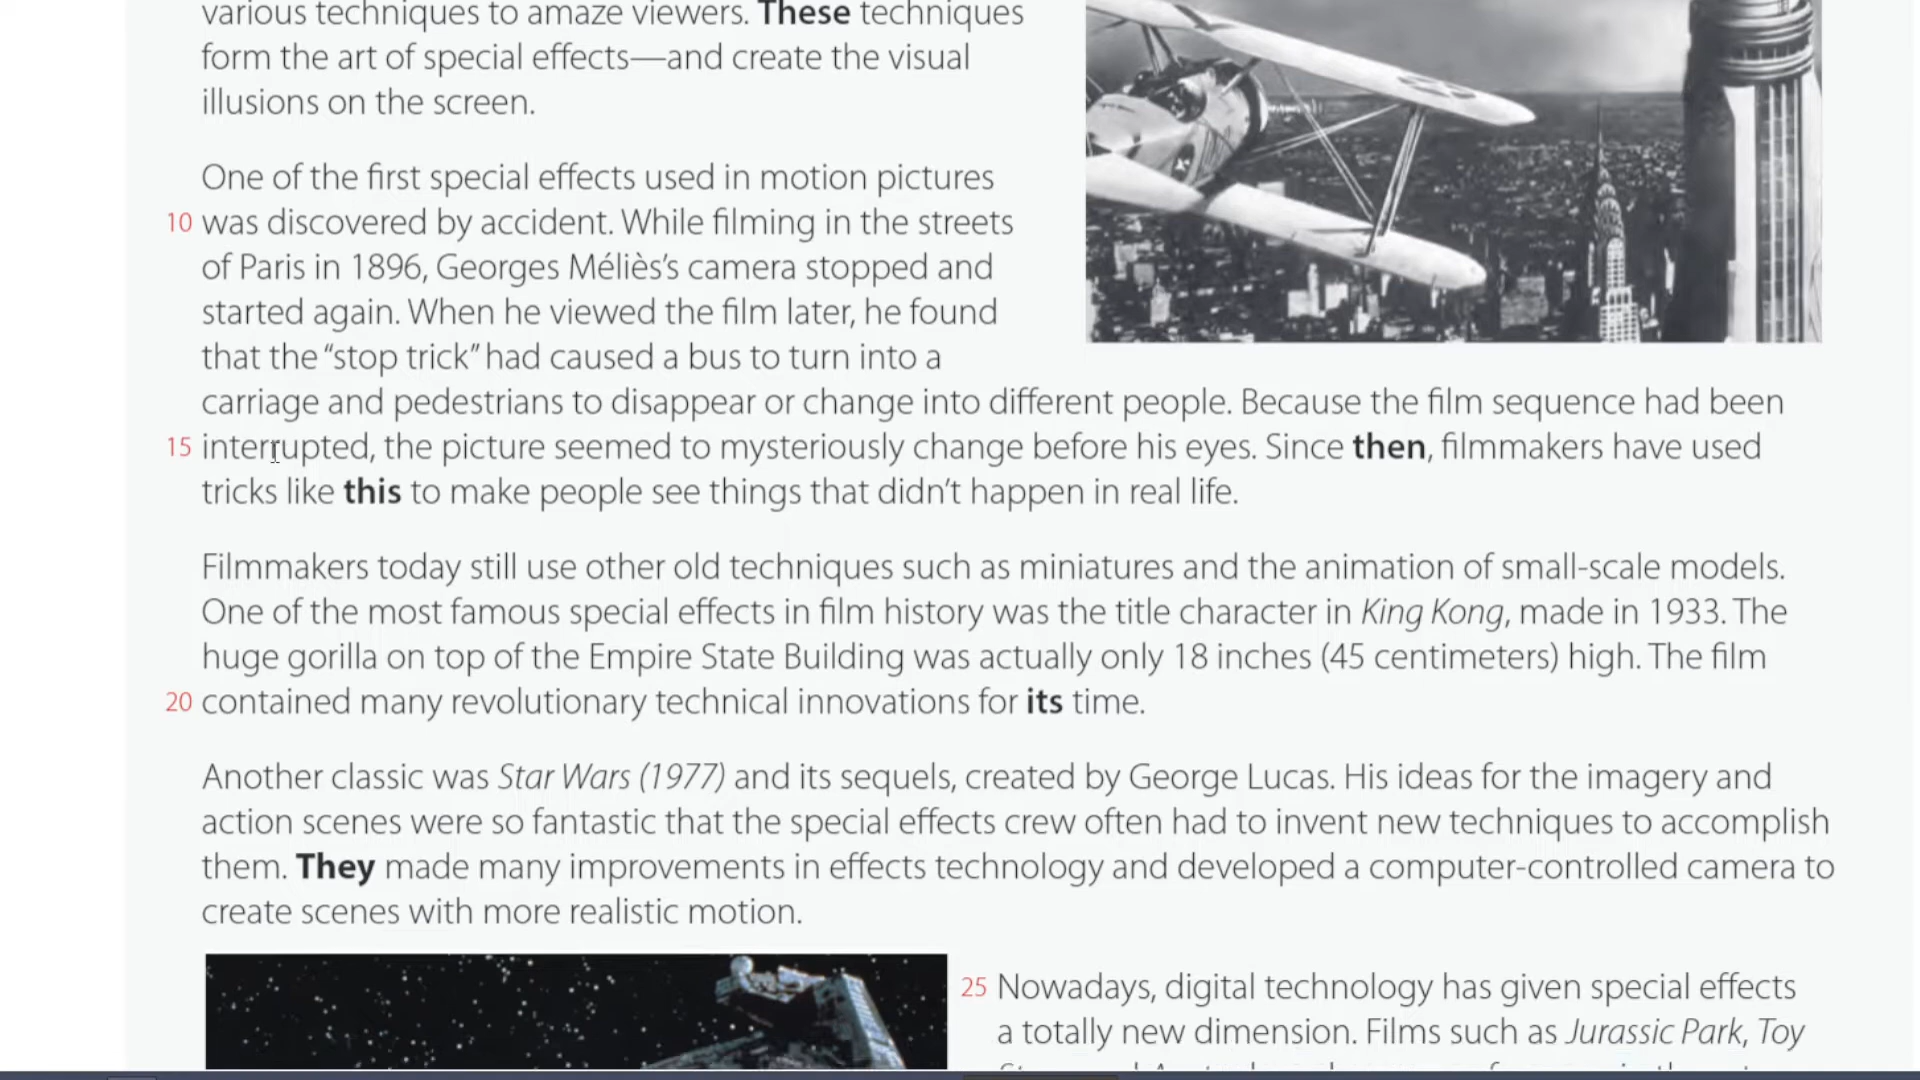 various techniques to amaze viewers. These techniques
form the art of special effects—and create the visual
illusions on the screen.
One of the first special effects used in motion pictures
10 was discovered by accident. While filming in the streets
of Paris in 1896, Georges Méliès’s camera stopped and
started again. When he viewed the film later, he found
that the “stop trick” had caused a bus to turn into a
carriage and pedestrians to disappear or change into different people. Because the film sequence had been
15 interrupted, the picture seemed to mysteriously change before his eyes. Since then, filmmakers have used
tricks like this to make people see things that didn’t happen in real life.
Filmmakers today still use other old techniques such as miniatures and the animation of small-scale models.
One of the most famous special effects in film history was the title character in King Kong, made in 1933. The
huge gorilla on top of the Empire State Building was actually only 18 inches (45 centimeters) high. The film
20 contained many revolutionary technical innovations for its time.
Another classic was Star Wars (1977) and its sequels, created by George Lucas. His ideas for the imagery and
action scenes were so fantastic that the special effects crew often had to invent new techniques to accomplish
them. They made many improvements in effects technology and developed a computer-controlled camera to
create scenes with more realistic motion.
25 Nowadays, digital technology has given special effects
a totally new dimension. Films such as Jurassic Park, Toy